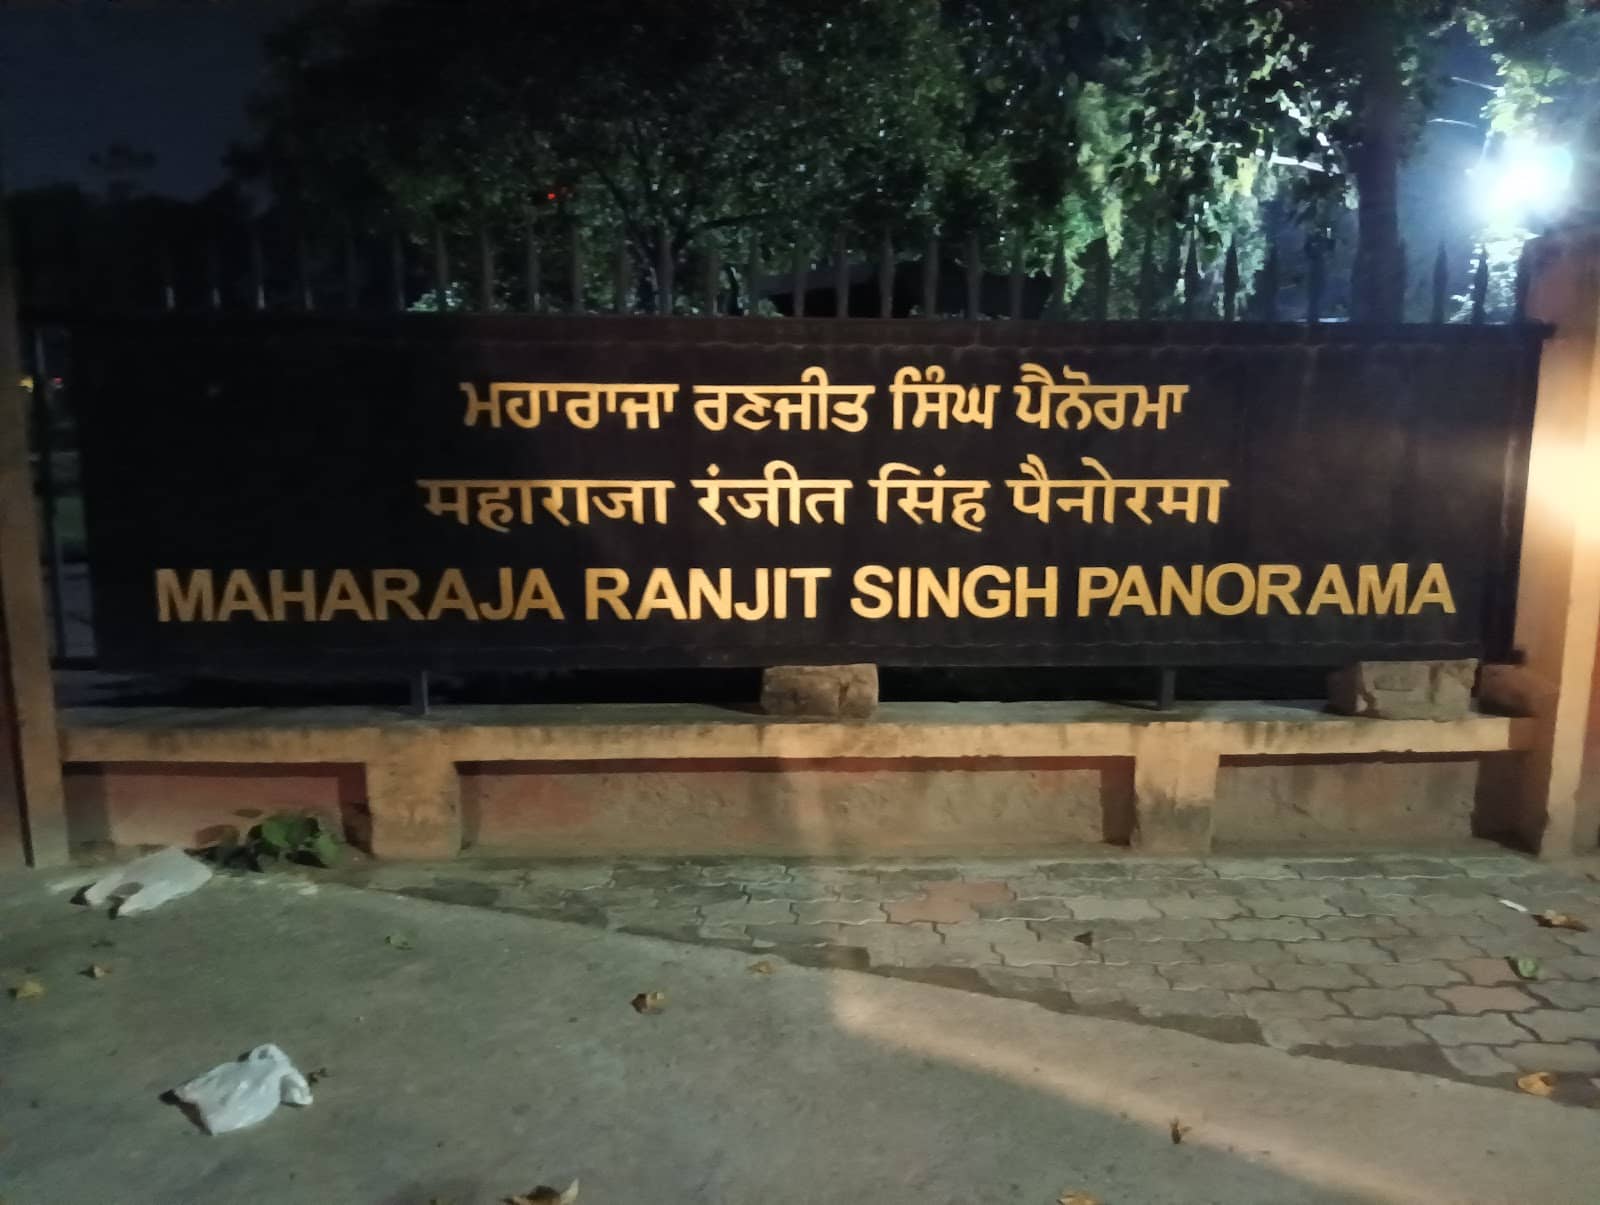 ਮਹਾਰਾਜਾ ਰਣਜੀਤ ਸਿੰਘ ਪੈਨੋਰਮਾ
महाराजा रंजीत सिंह पैनोरमा
MAHARAJA RANJIT SINGH PANORAMA